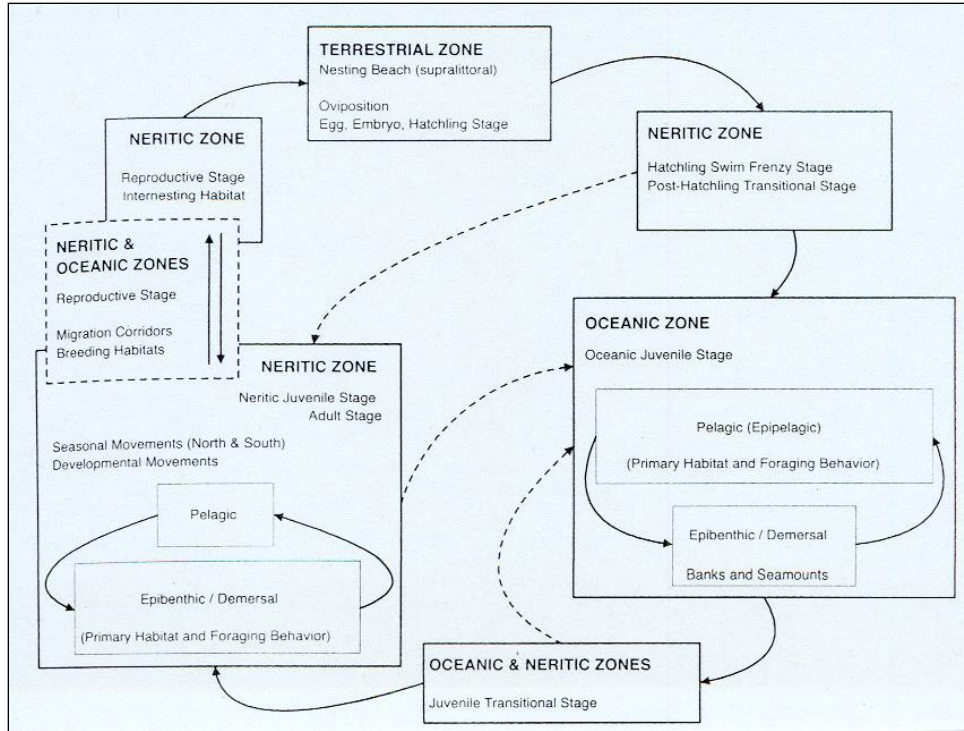 TERRESTRIAL ZONE
Nesting Beach (supralittoral)
Oviposition
Egg, Embryo, Hatchling Stage
NERITIC ZONE
Hatchling Swim Frenzy Stage
Post-Hatchling Transitional Stage
NERITIC ZONE
Reproductive Stage
Internesting Habitat
NERITIC &
OCEANIC ZONES
Reproductive Stage
Migration Corridors
Breeding Habitats
OCEANIC ZONE
Oceanic Juvenile Stage
Pelagic (Epipelagic)
(Primary Habitat and Foraging Behavior)
Epibenthic / Demersal
Banks and Seamounts
NERITIC ZONE
Neritic Juvenile Stage
Adult Stage
Seasonal Movements (North & South)
Developmental Movements
Pelagic
Epibenthic / Demersal
(Primary Habitat and Foraging Behavior)
OCEANIC & NERITIC ZONES
Juvenile Transitional Stage